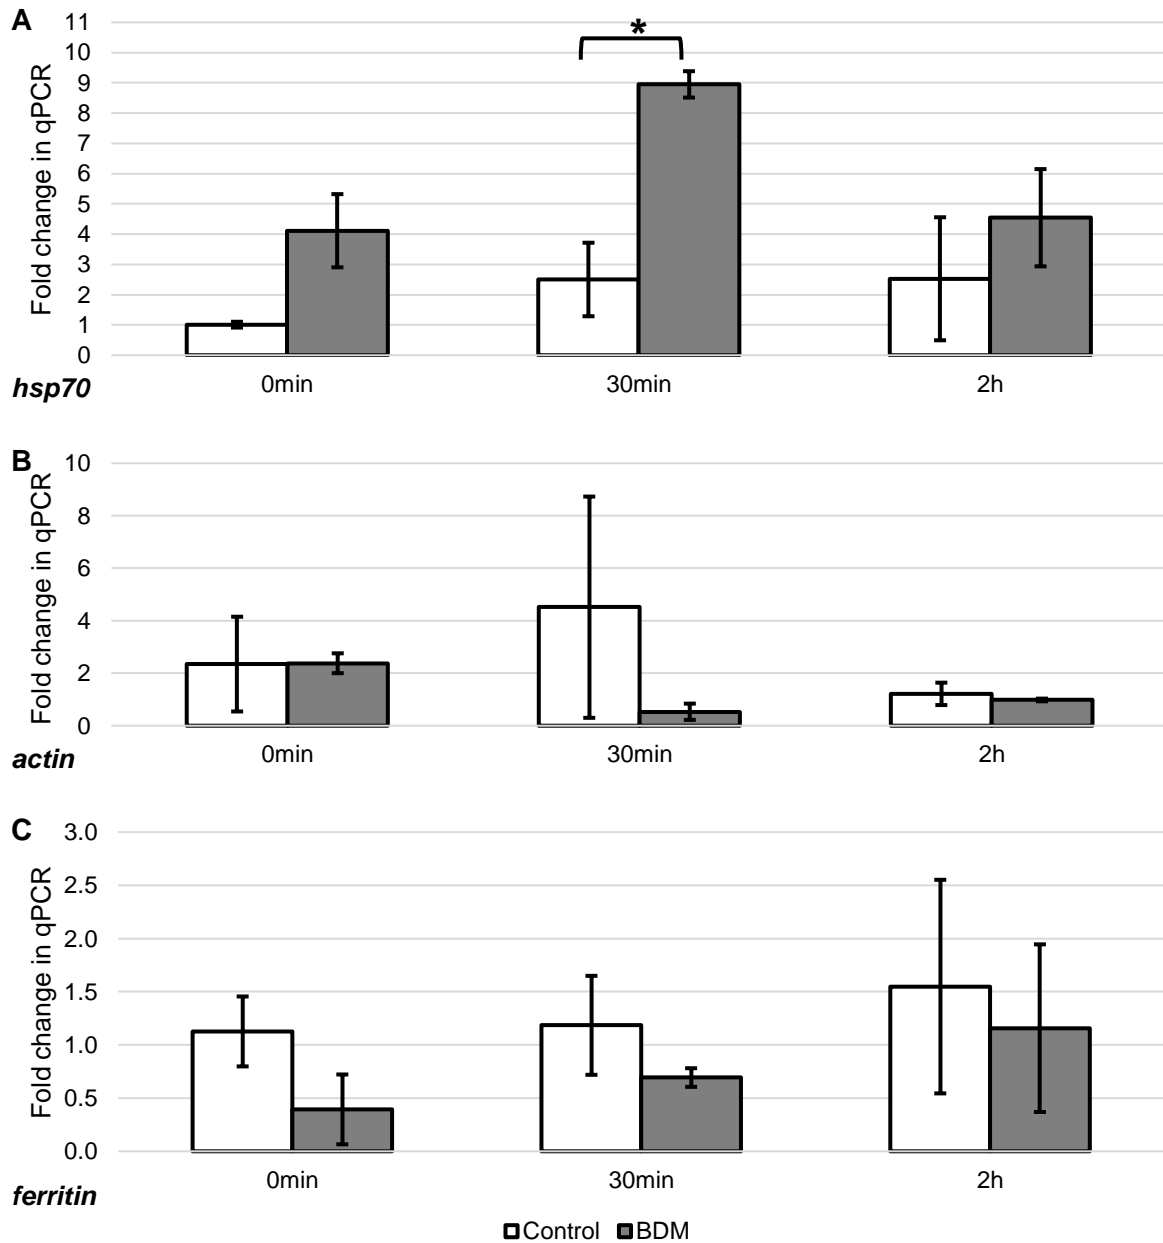 A
Fold change in qPCR
11
10
9
8
7
6
5
4
3
2
1
0
*
0min 30min 2h
hsp70
B
Fold change in qPCR
10
8
6
4
2
0
0min 30min 2h
actin
C
Fold change in qPCR
3.0
2.5
2.0
1.5
1.0
0.5
0.0
0min 30min 2h
ferritin
Control BDM